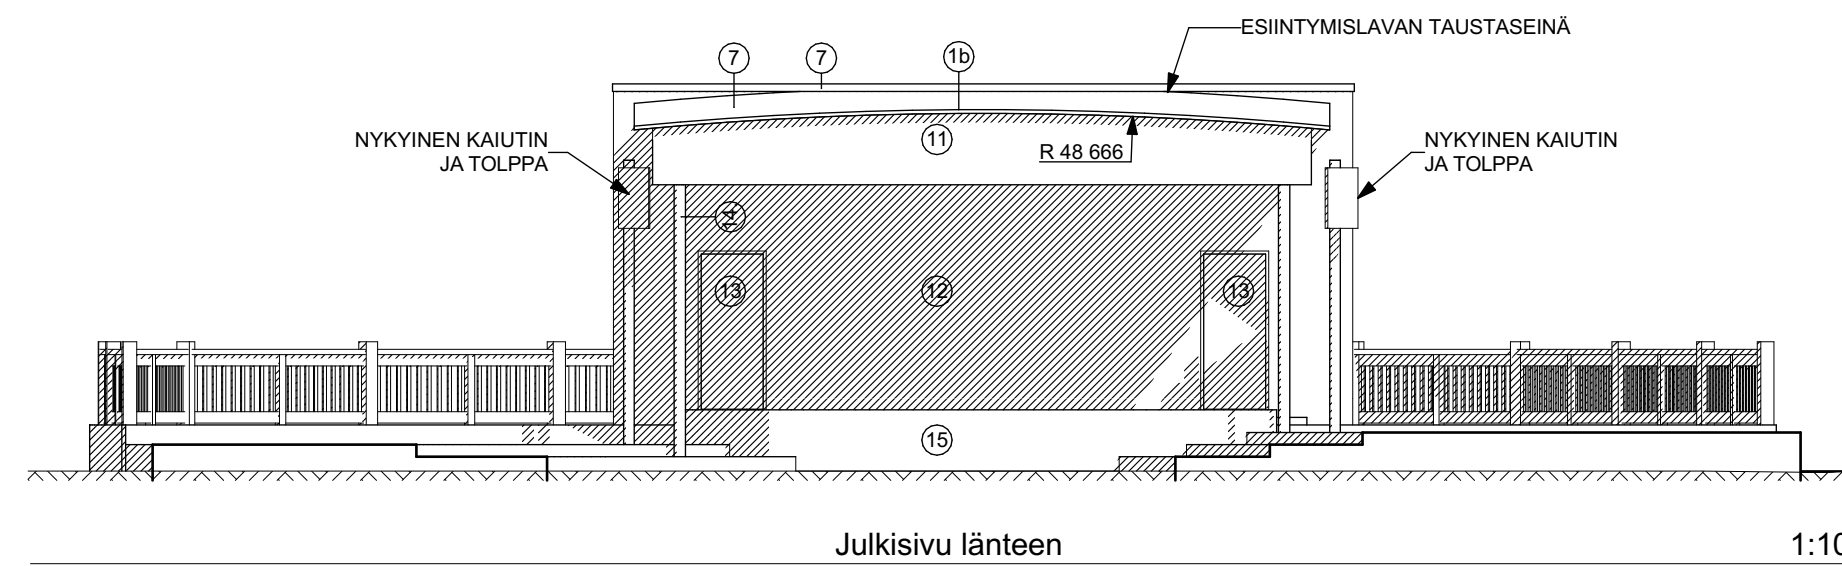 ESIINTYMISLAVAN TAUSTASEINÄ
7
7
1b
NYKYINEN KAIUTIN
JA TOLPPA
11
R 48 666
NYKYINEN KAIUTIN
JA TOLPPA
14
13
12
13
15
Julkisivu länteen
1:10